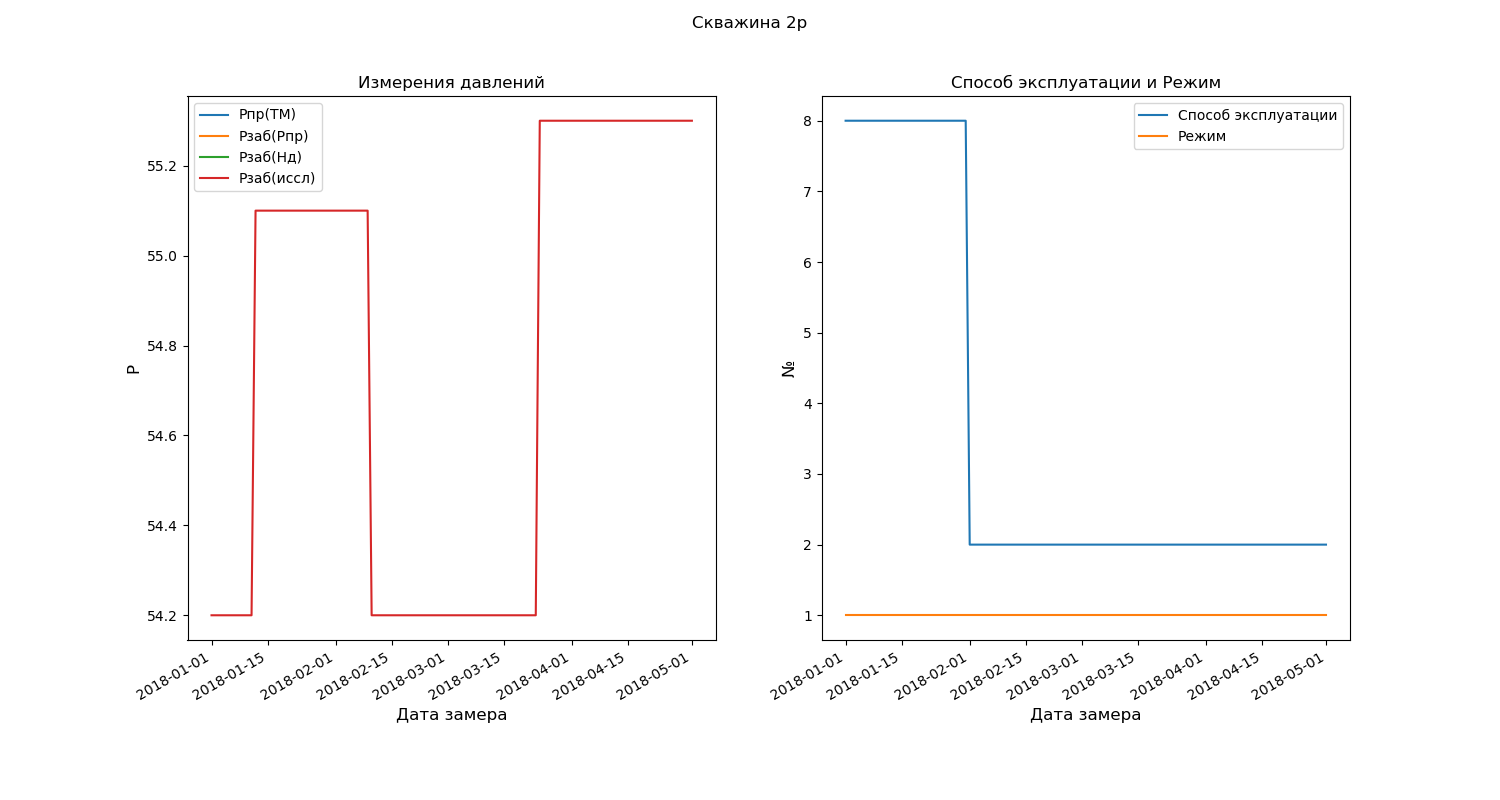 Скважина 2р
Измерения давлений
Рпр(ТМ)
Рзаб(Рпр)
Рзаб(Нд)
Рзаб(иссл)
55.2
55.0
54.8
54.6
54.4
54.2
Р
2018-01-01
2018-01-15
2018-02-01
2018-02-15
2018-03-01
2018-03-15
2018-04-01
2018-04-15
2018-05-01
Дата замера
Способ эксплуатации и Режим
Способ эксплуатации
Режим
8
7
6
5
4
3
2
1
№
2018-01-01
2018-01-15
2018-02-01
2018-02-15
2018-03-01
2018-03-15
2018-04-01
2018-04-15
2018-05-01
Дата замера